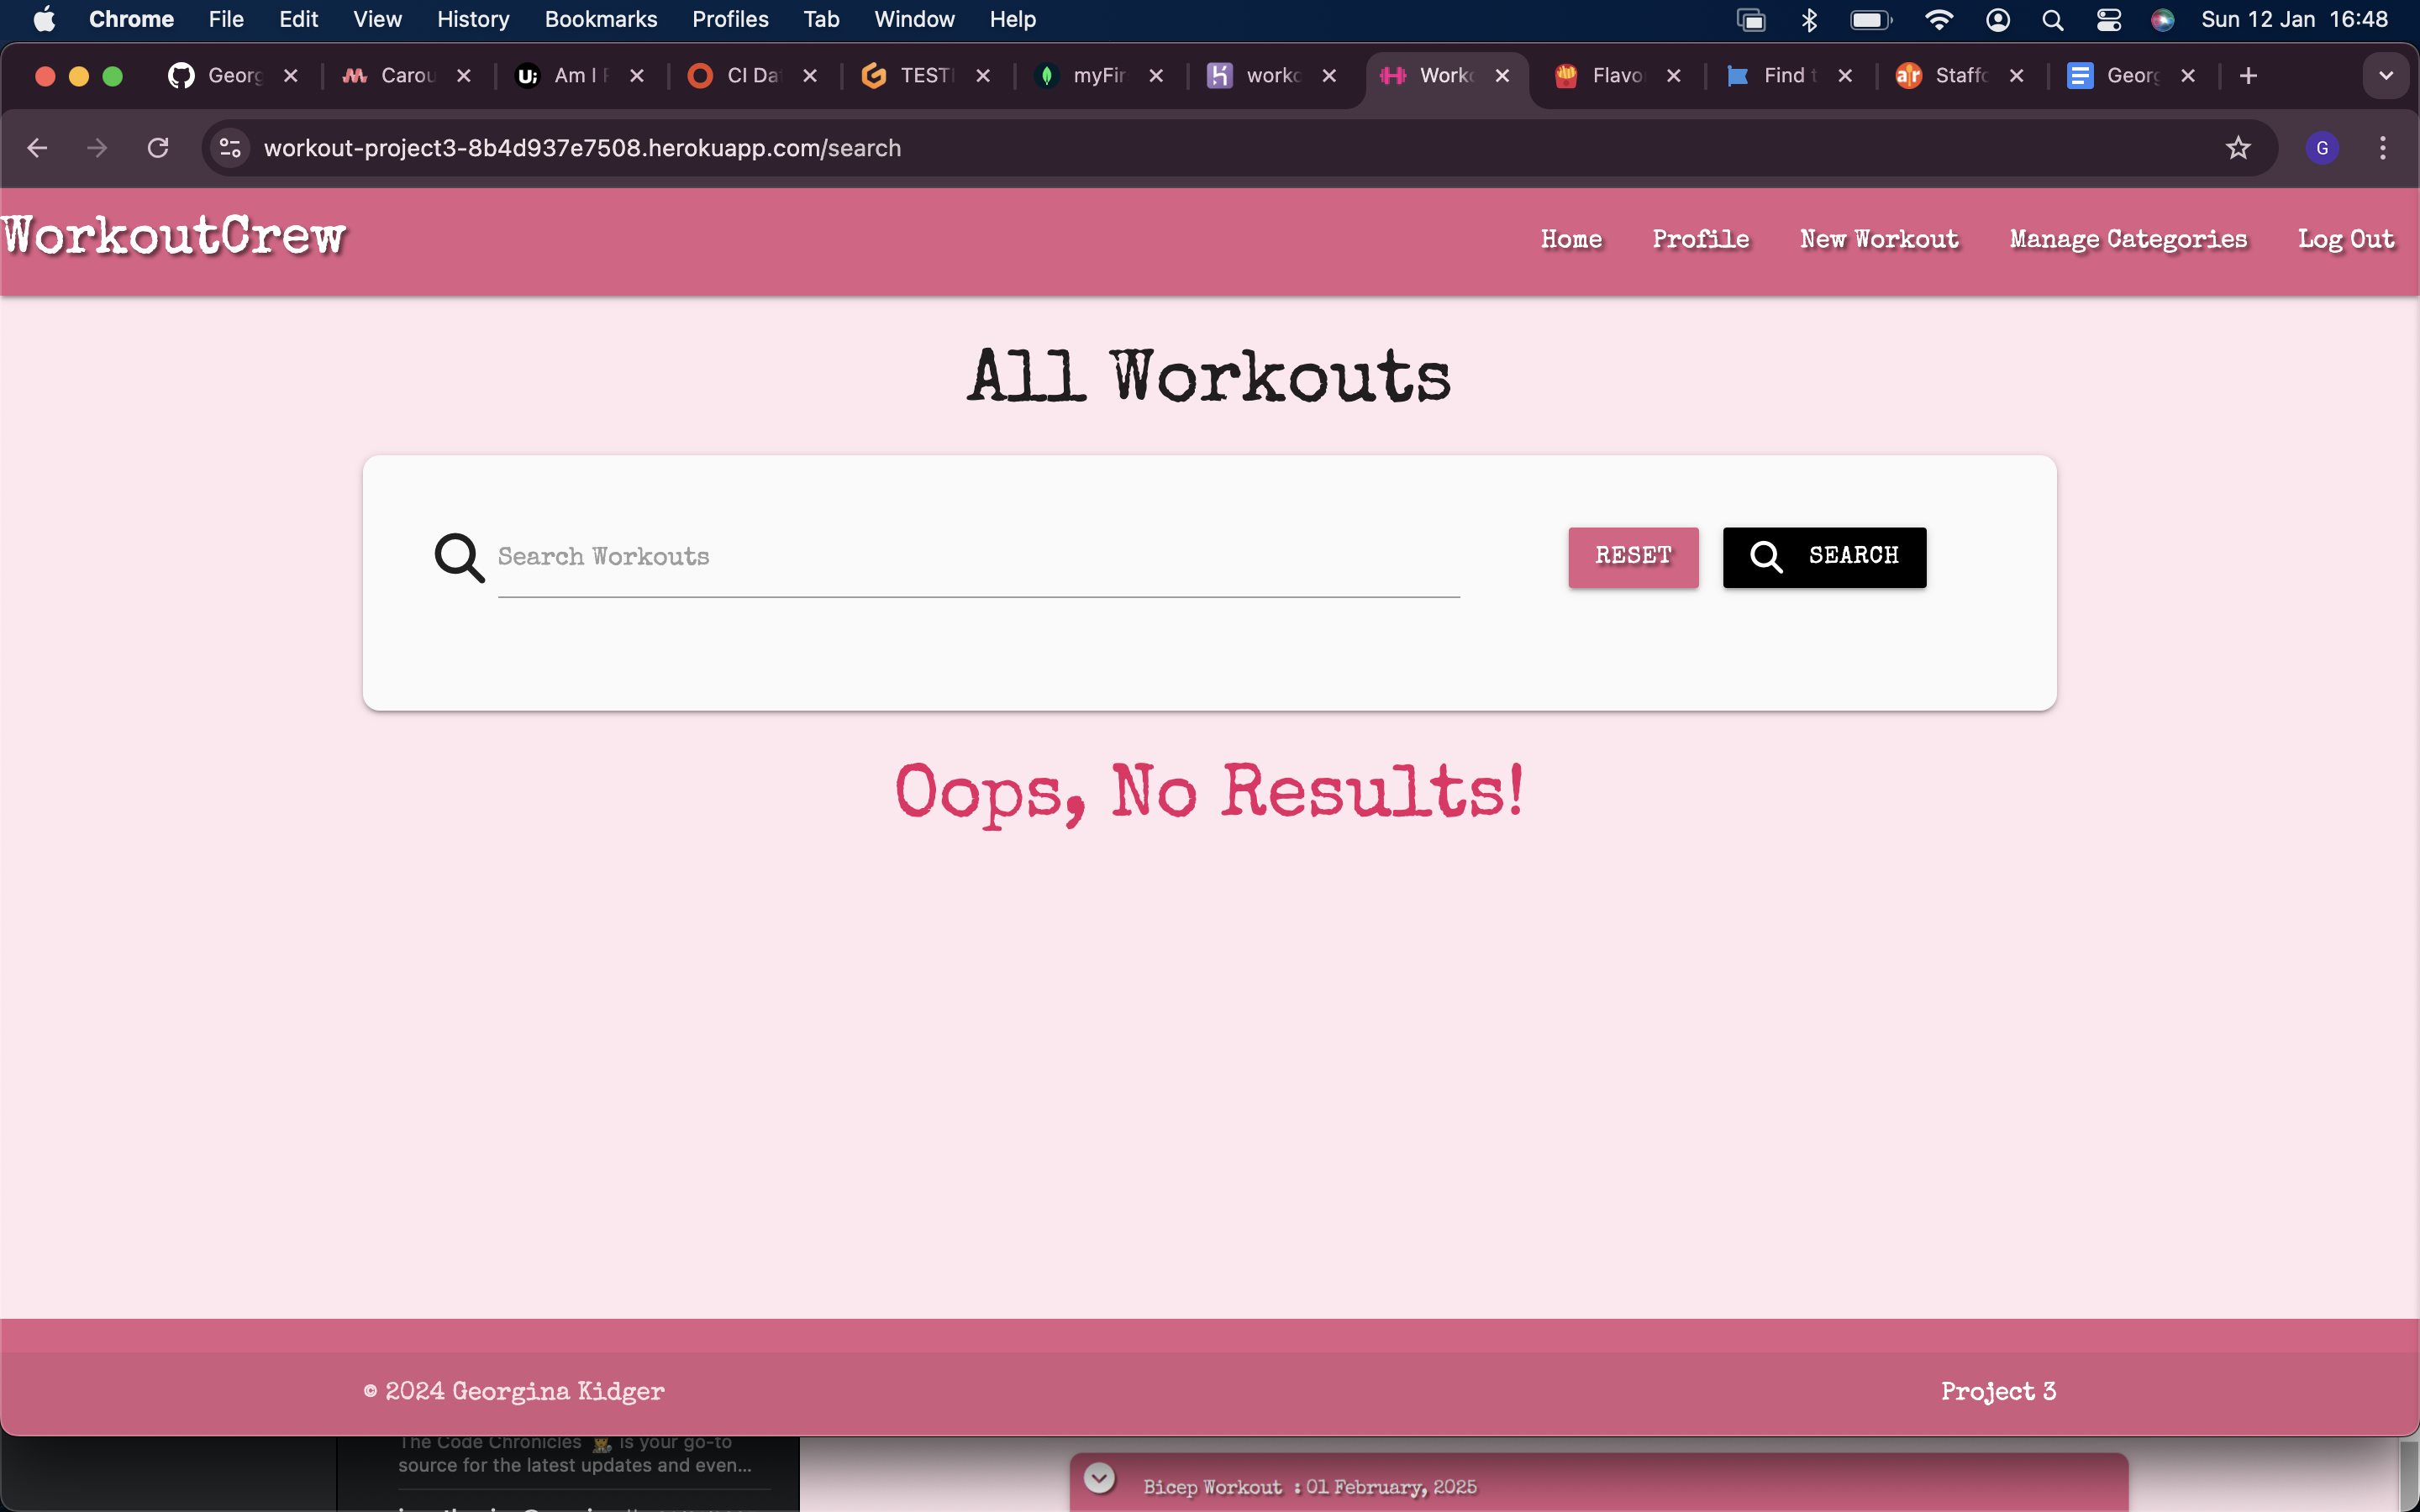 Chrome File Edit View History Bookmarks Profiles Tab Window Help Sun 12 Jan 16:48
Georg Carou Am I CI Da TEST myFir worko Worko Flavo Find t Staffo Georg
workout-project3-8b4d937e7508.herokuapp.com/search
G
WorkoutCrew Home Profile New Workout Manage Categories Log Out
All Workouts
Search Workouts RESET SEARCH
Oops, No Results!
© 2024 Georgina Kidger Project 3
The Code Chronicles is your go-to
source for the latest updates and even...
Bicep Workout : 01 February, 2025